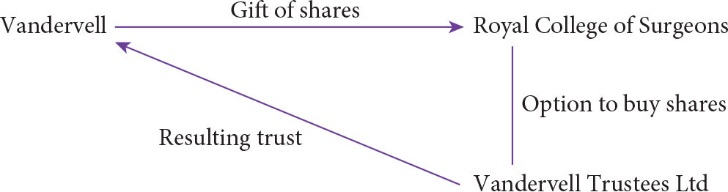 Gift of shares
Vandervell
Royal College of Surgeons
Option to buy shares
Resulting trust
Vandervell Trustees Ltd